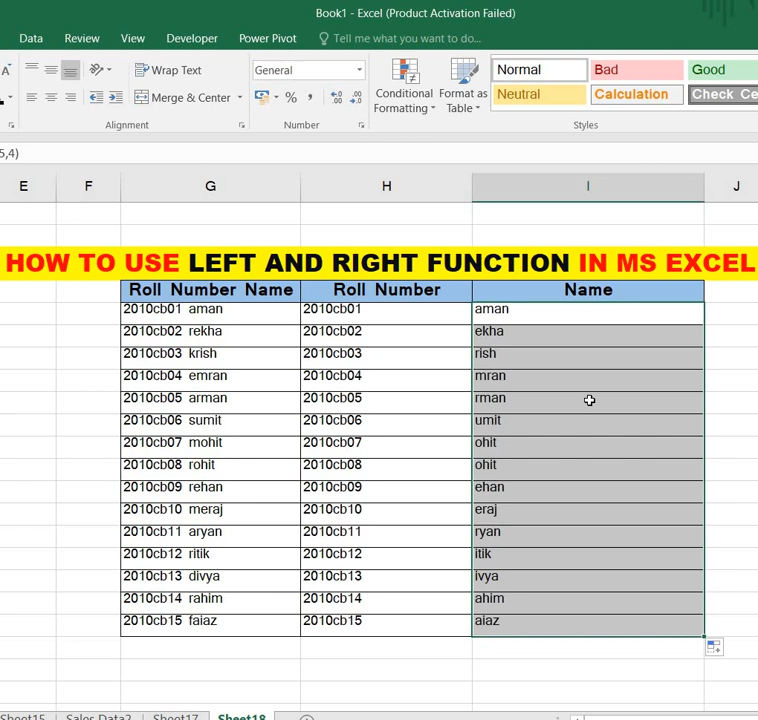 Book1 - Excel (Product Activation Failed)
Data Review View Developer Power Pivot Tell me what you want to do...
Wrap Text General Normal Bad Good
Merge & Center % Conditional Formatting Format as Table Neutral Calculation Check Ce
Alignment Number Styles
5,4)
E F G H I J
HOW TO USE LEFT AND RIGHT FUNCTION IN MS EXCEL
Roll Number Name Roll Number Name
2010cb01 aman 2010cb01 aman
2010cb02 rekha 2010cb02 ekha
2010cb03 krish 2010cb03 rish
2010cb04 emran 2010cb04 mran
2010cb05 arman 2010cb05 rman
2010cb06 sumit 2010cb06 umit
2010cb07 mohit 2010cb07 ohit
2010cb08 rohit 2010cb08 ohit
2010cb09 rehan 2010cb09 ehan
2010cb10 meraj 2010cb10 eraj
2010cb11 aryan 2010cb11 ryan
2010cb12 ritik 2010cb12 itik
2010cb13 divya 2010cb13 ivya
2010cb14 rahim 2010cb14 ahim
2010cb15 faiaz 2010cb15 aiaz
Sheet15 Sales Data2 Sheet17 Sheet18